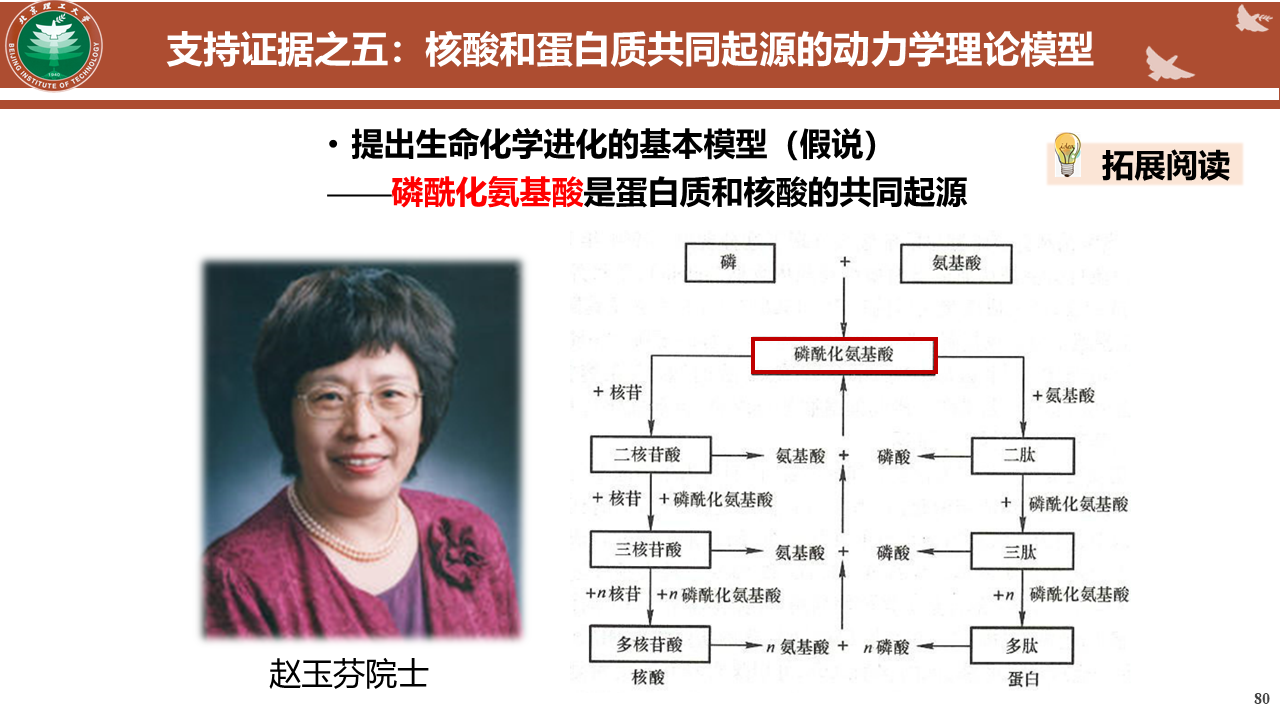 北京理工大学
BEIJING INSTITUTE OF TECHNOLOGY
1940
支持证据之五：核酸和蛋白质共同起源的动力学理论模型
• 提出生命化学进化的基本模型（假说）
——磷酰化氨基酸是蛋白质和核酸的共同起源
idea
拓展阅读
磷 + 氨基酸
磷酰化氨基酸
+ 核苷 +氨基酸
二核苷酸 氨基酸 + 磷酸 二肽
+ 核苷 + 磷酰化氨基酸 + 磷酰化氨基酸
三核苷酸 氨基酸 + 磷酸 三肽
+n 核苷 +n 磷酰化氨基酸 +n 磷酰化氨基酸
多核苷酸 n 氨基酸 + n 磷酸 多肽
核酸 蛋白
赵玉芬院士
80